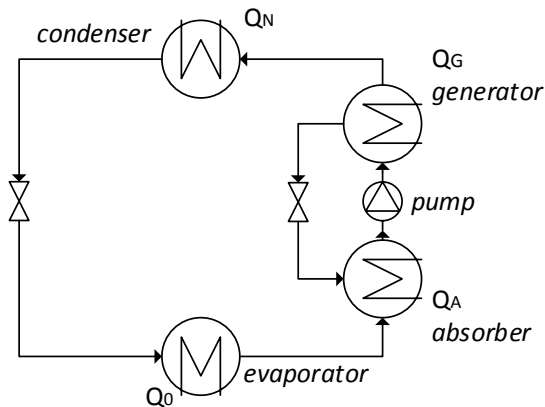 condenser
QN
QG
generator
pump
QA
absorber
evaporator
Q0